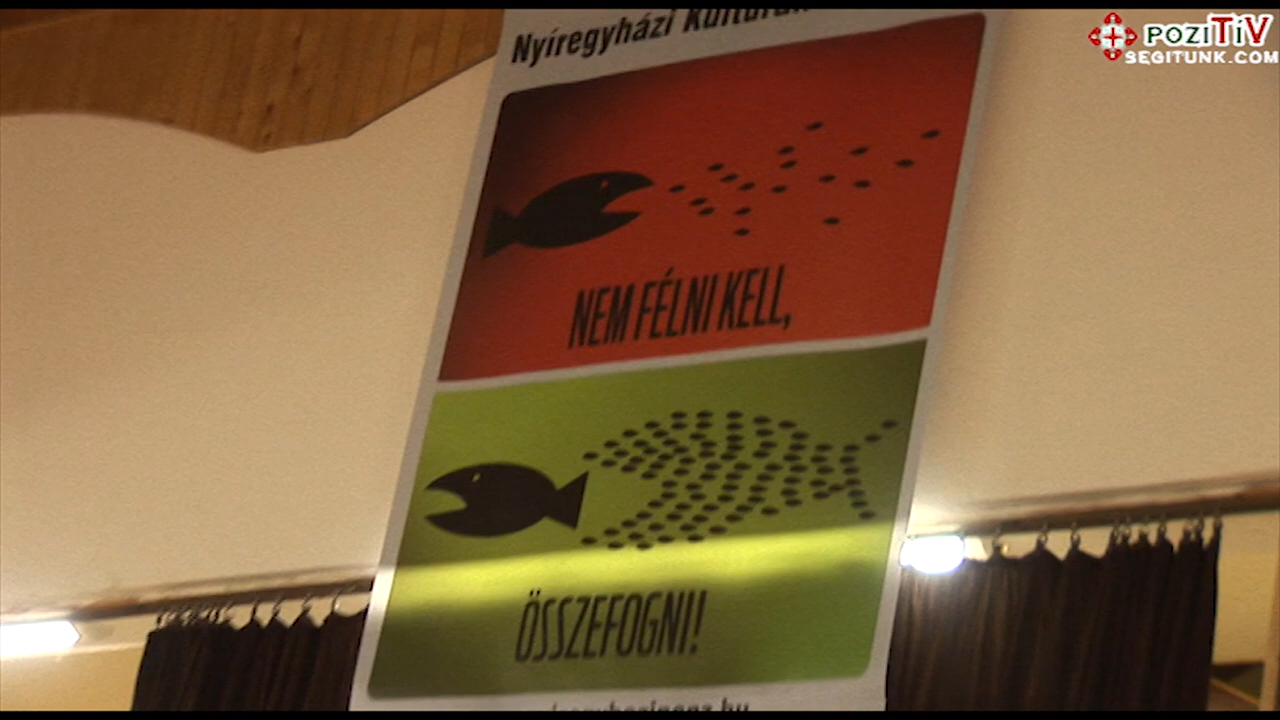 POZITiV
SEGITUNK.COM
Nyíregyházi
NEM FÉLNI KELL,
ÖSSZEFOGNI!